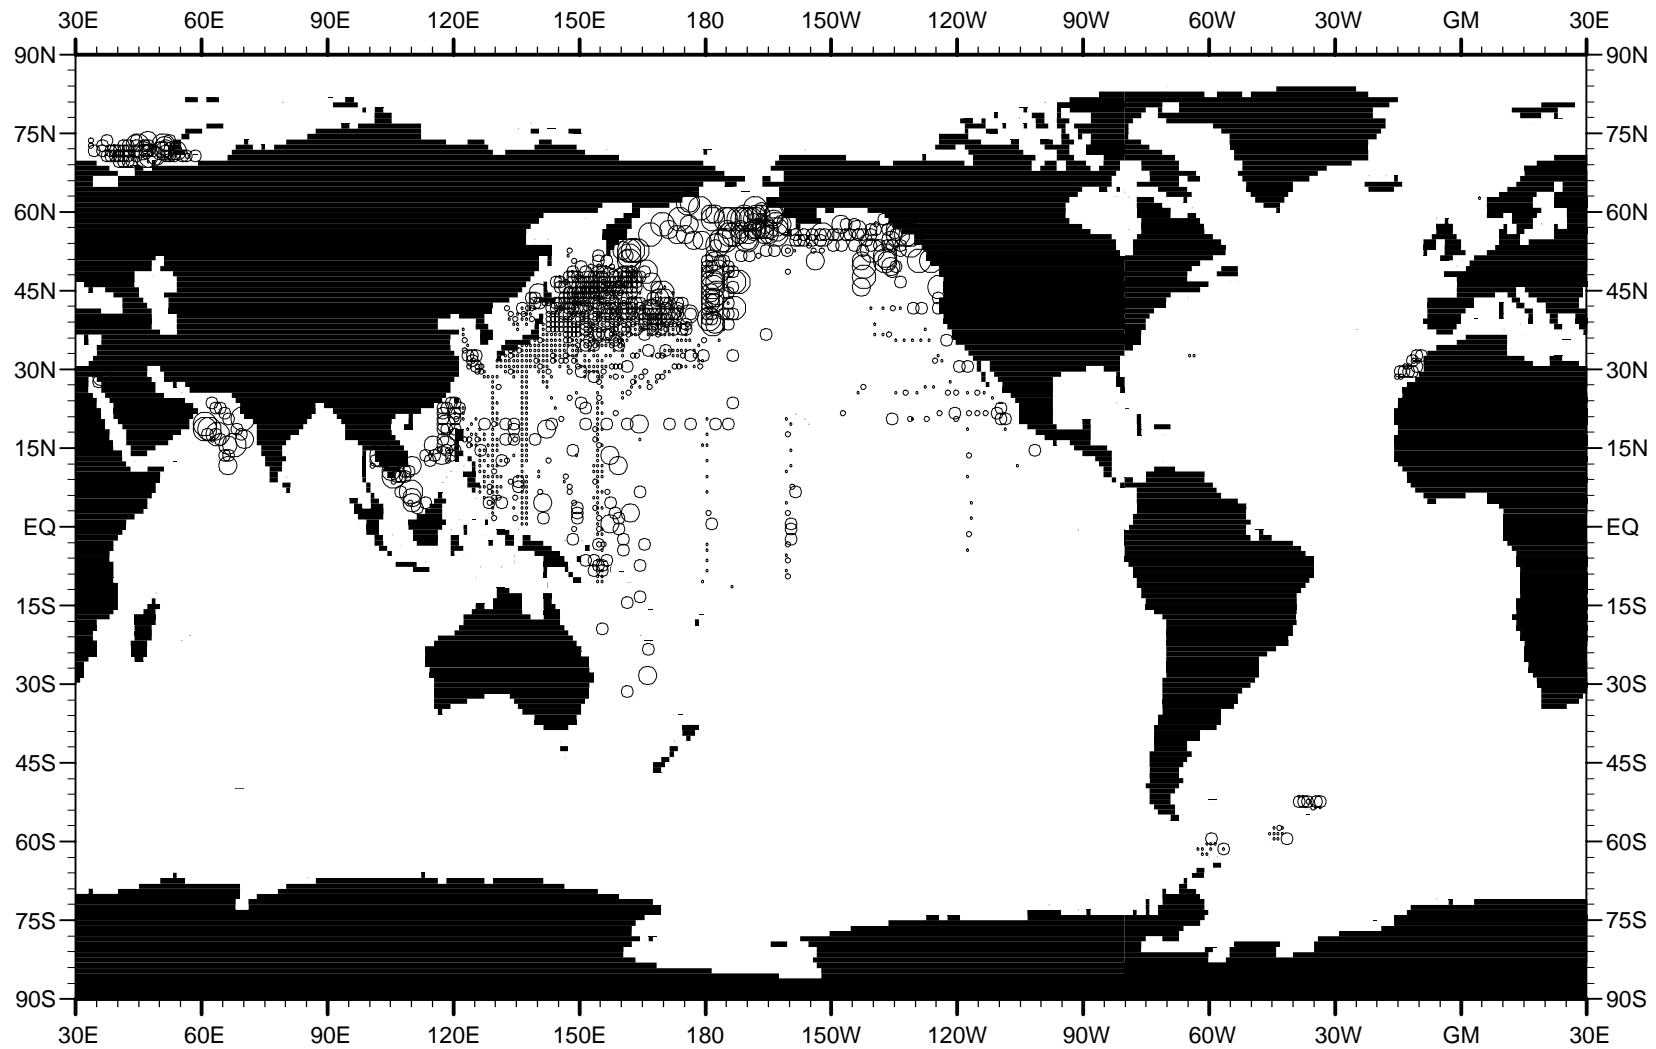 30E 60E 90E 120E 150E 180 150W 120W 90W 60W 30W GM 30E
90N 90N
75N 75N
60N 60N
45N 45N
30N 30N
15N 15N
EQ EQ
15S 15S
30S 30S
45S 45S
60S 60S
75S 75S
90S 90S
30E 60E 90E 120E 150E 180 150W 120W 90W 60W 30W GM 30E